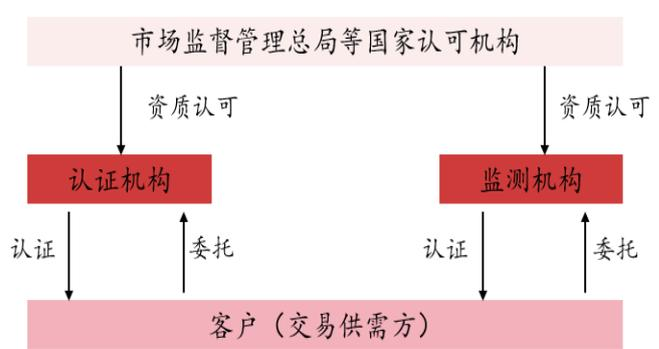 市场监督管理总局等国家认可机构
资质认可
资质认可
认证机构
监测机构
认证
委托
认证
委托
客户（交易供需方）